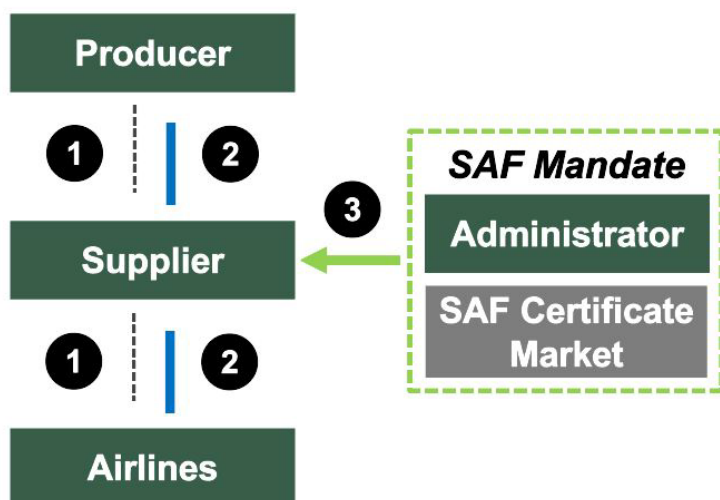 Producer
1
2
SAF Mandate
3
Administrator
Supplier
SAF Certificate
Market
1
2
Airlines